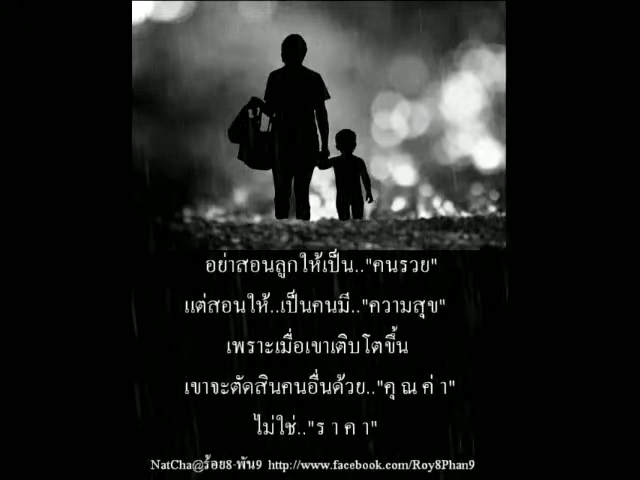 อย่าสอนลูกให้เป็น.."คนรวย"
แต่สอนให้..เป็นคนมี.."ความสุข"
เพราะเมื่อเขาเติบโตขึ้น
เขาจะตัดสินคนอื่นด้วย.."คุ ณ ค่ า"
ไม่ใช่.."ร า ค า"
NatCha@ร้อย8-พัน9 http://www.facebook.com/Roy8Phan9